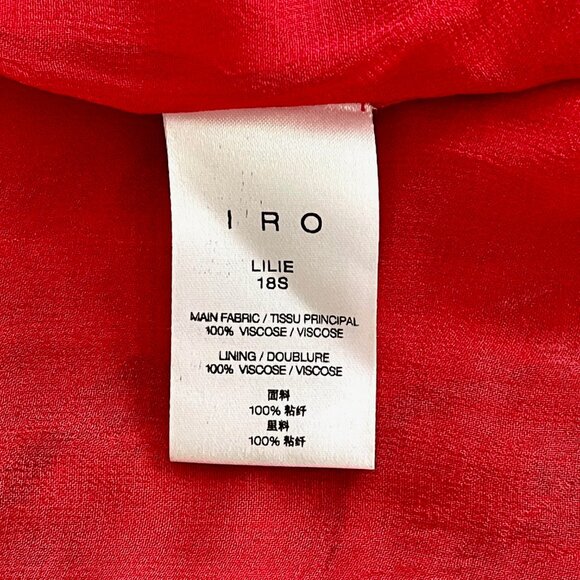 IRO
LILIE
18S
MAIN FABRIC / TISSU PRINCIPAL
100% VISCOSE / VISCOSE
LINING / DOUBLURE
100% VISCOSE / VISCOSE
面料
100% 粘纤
里料
100% 粘纤